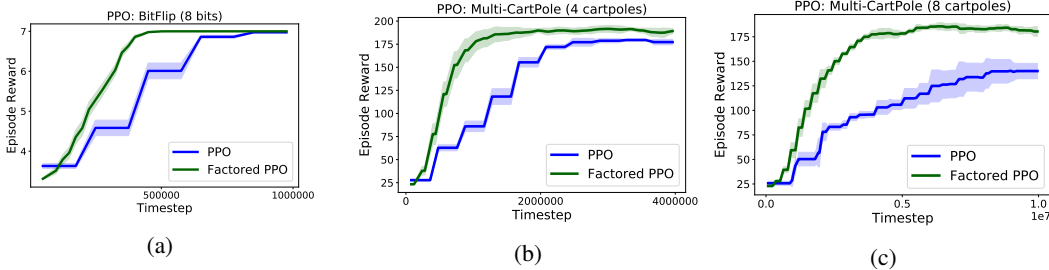 PPO: BitFlip (8 bits)
7
6
5
4
Episode Reward
500000
1000000
Timestep
PPO
Factored PPO
(a)
PPO: Multi-CartPole (4 cartpoles)
200
175
150
125
100
75
50
25
Episode Reward
0
2000000
4000000
Timestep
PPO
Factored PPO
(b)
PPO: Multi-CartPole (8 cartpoles)
175
150
125
100
75
50
25
Episode Reward
0.0
0.5
1.0
1e7
Timestep
PPO
Factored PPO
(c)